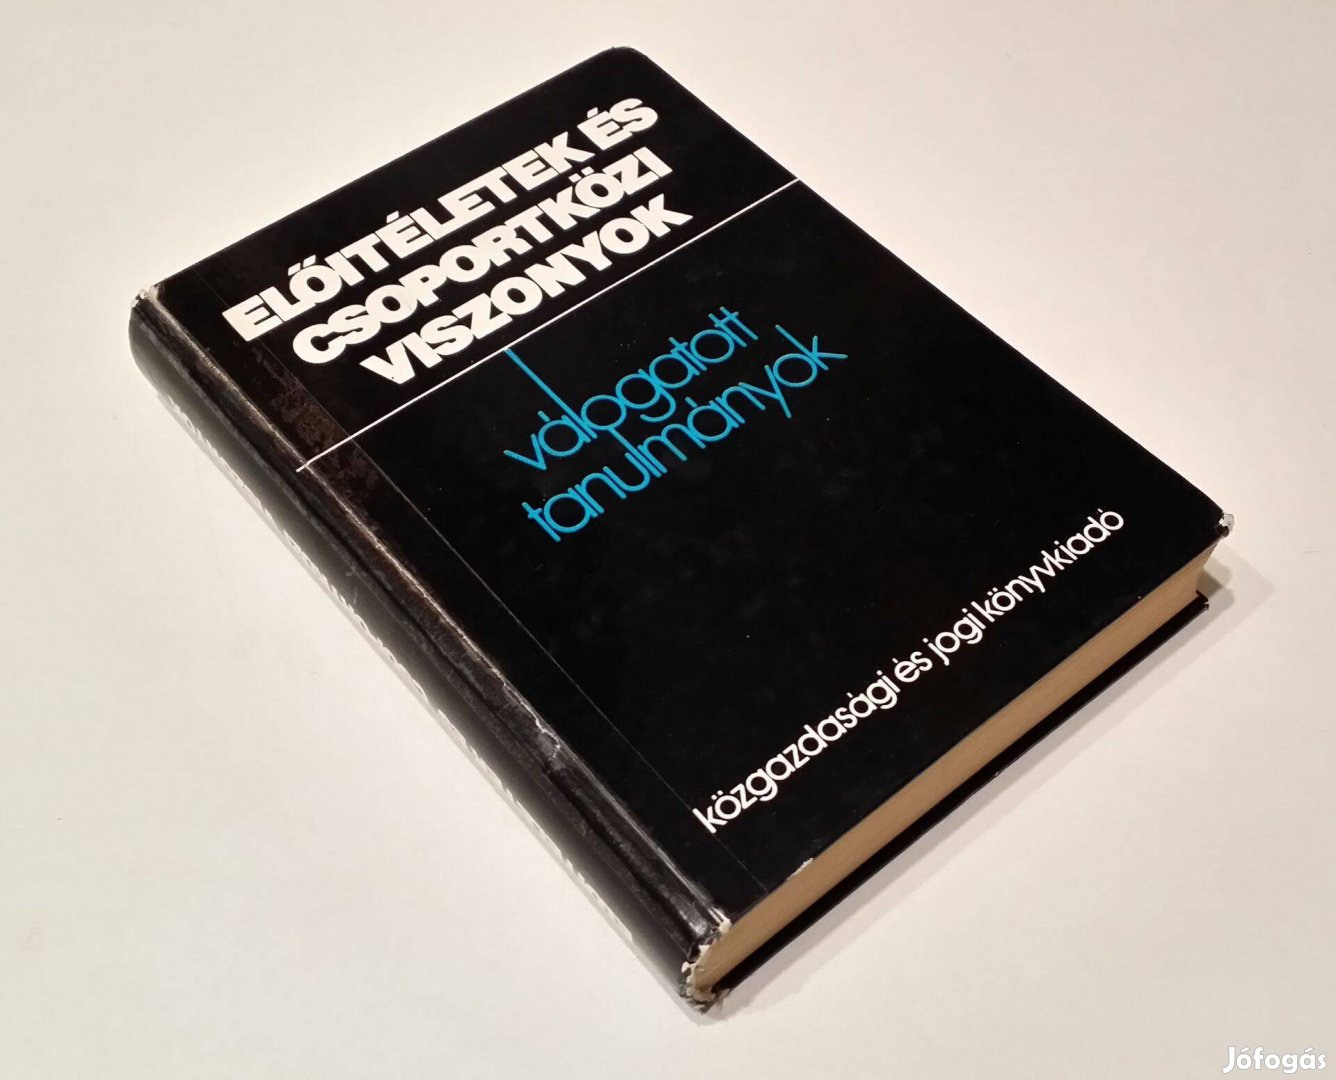 ELŐITÉLETEK ÉS
CSOPORTKÖZI
VISZONYOK
válogatott
tanulmányok
közgazdasági és jogi könyvkiadó
Jófogás